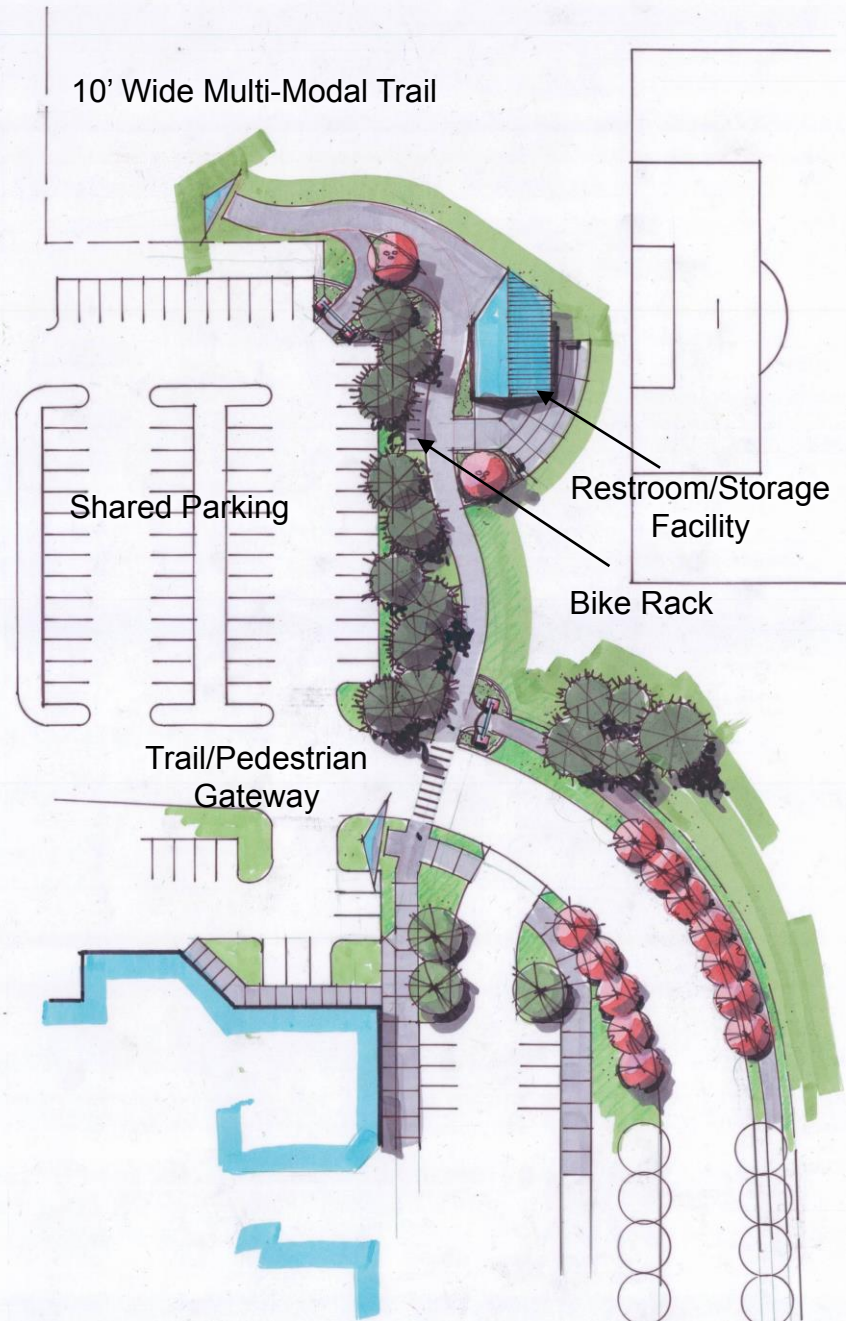 10’ Wide Multi-Modal Trail
Shared Parking
Restroom/Storage
Facility
Bike Rack
Trail/Pedestrian
Gateway